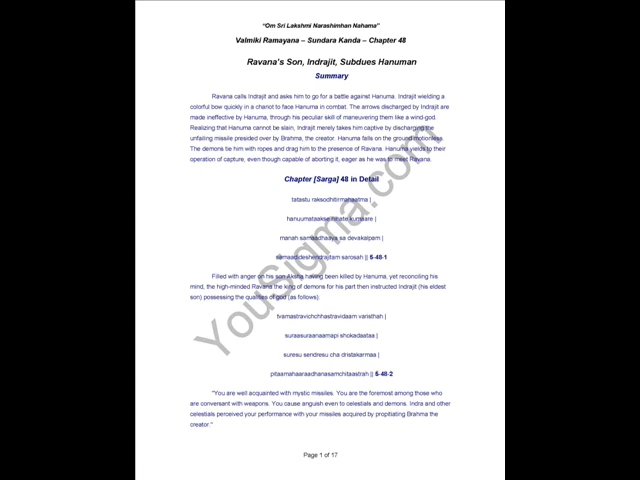 "Om Sri Lakshmi Narashimhan Nahama"
Valmiki Ramayana – Sundara Kanda – Chapter 48
Ravana's Son, Indrajit, Subdues Hanuman
Summary
Ravana calls Indrajit and asks him to go for a battle against Hanuma. Indrajit wielding a
colorful bow quickly in a chariot to face Hanuma in combat. The arrows discharged by Indrajit are
made ineffective by Hanuma, through his peculiar skill of maneuvering them like a wind-god.
Realizing that Hanuma cannot be slain, Indrajit merely takes him captive by discharging the
unfailing missile presided over by Brahma, the creator. Hanuma falls on the ground motionless.
The demons tie him with ropes and drag him to the presence of Ravana. Hanuma yields to their
operation of capture, even though capable of aborting it, eager as he was to meet Ravana.
Chapter [Sarga] 48 in Detail
tatastu raksodhitirmahaatma |
hanuumataakse nihate kumaare |
manah samaadhaaya sa devakalpam |
samaadideshendrajitam sarosah || 5-48-1
Filled with anger on his son Aksha having been killed by Hanuma, yet reconciling his
mind, the high-minded Ravana the king of demons for his part then instructed Indrajit (his eldest
son) possessing the qualities of god (as follows):
tvamastravichchhastravidaam varisthah |
suraasuraanaamapi shokadaataa |
suresu sendresu cha dristakarmaa |
pitaamahaaraadhanasamchitaastrah || 5-48-2
"You are well acquainted with mystic missiles. You are the foremost among those who
are conversant with weapons. You cause anguish even to celestials and demons. Indra and other
celestials perceived your performance with your missiles acquired by propitiating Brahma the
creator."
YouSigma.com
Page 1 of 17